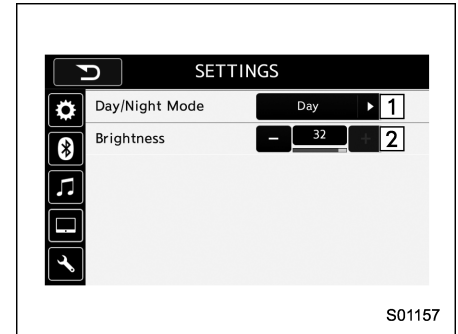 SETTINGS
Day/Night Mode Day 1
Brightness − 32 + 2
S01157